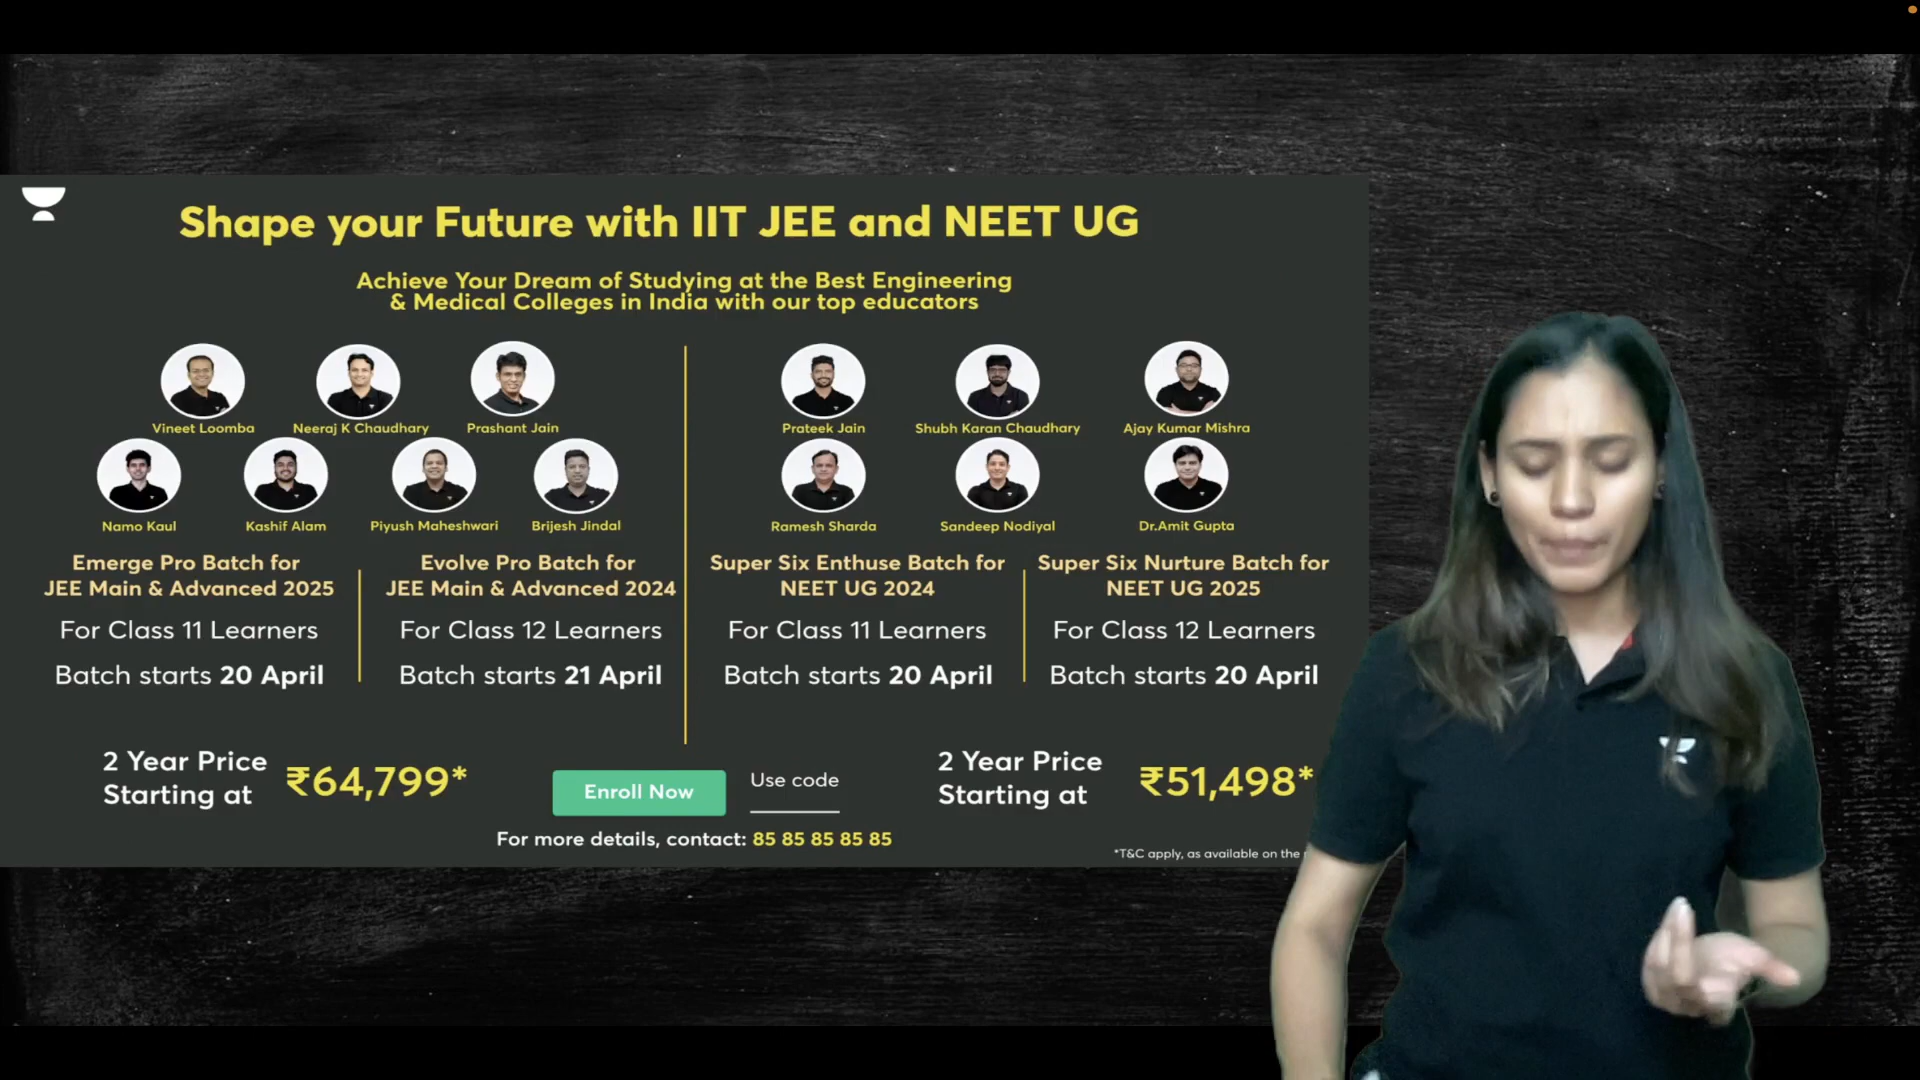 Shape your Future with IIT JEE and NEET UG
Achieve Your Dream of Studying at the Best Engineering
& Medical Colleges in India with our top educators
Vineet Loomba
Neeraj K Chaudhary
Prashant Jain
Namo Kaul
Kashif Alam
Piyush Maheshwari
Brijesh Jindal
Prateek Jain
Shubh Karan Chaudhary
Ajay Kumar Mishra
Ramesh Sharda
Sandeep Nodiyal
Dr.Amit Gupta
Emerge Pro Batch for
JEE Main & Advanced 2025
For Class 11 Learners
Batch starts 20 April
Evolve Pro Batch for
JEE Main & Advanced 2024
For Class 12 Learners
Batch starts 21 April
Super Six Enthuse Batch for
NEET UG 2024
For Class 11 Learners
Batch starts 20 April
Super Six Nurture Batch for
NEET UG 2025
For Class 12 Learners
Batch starts 20 April
2 Year Price
Starting at
₹64,799*
Enroll Now
Use code
2 Year Price
Starting at
₹51,498*
For more details, contact: 85 85 85 85 85
*T&C apply, as available on the